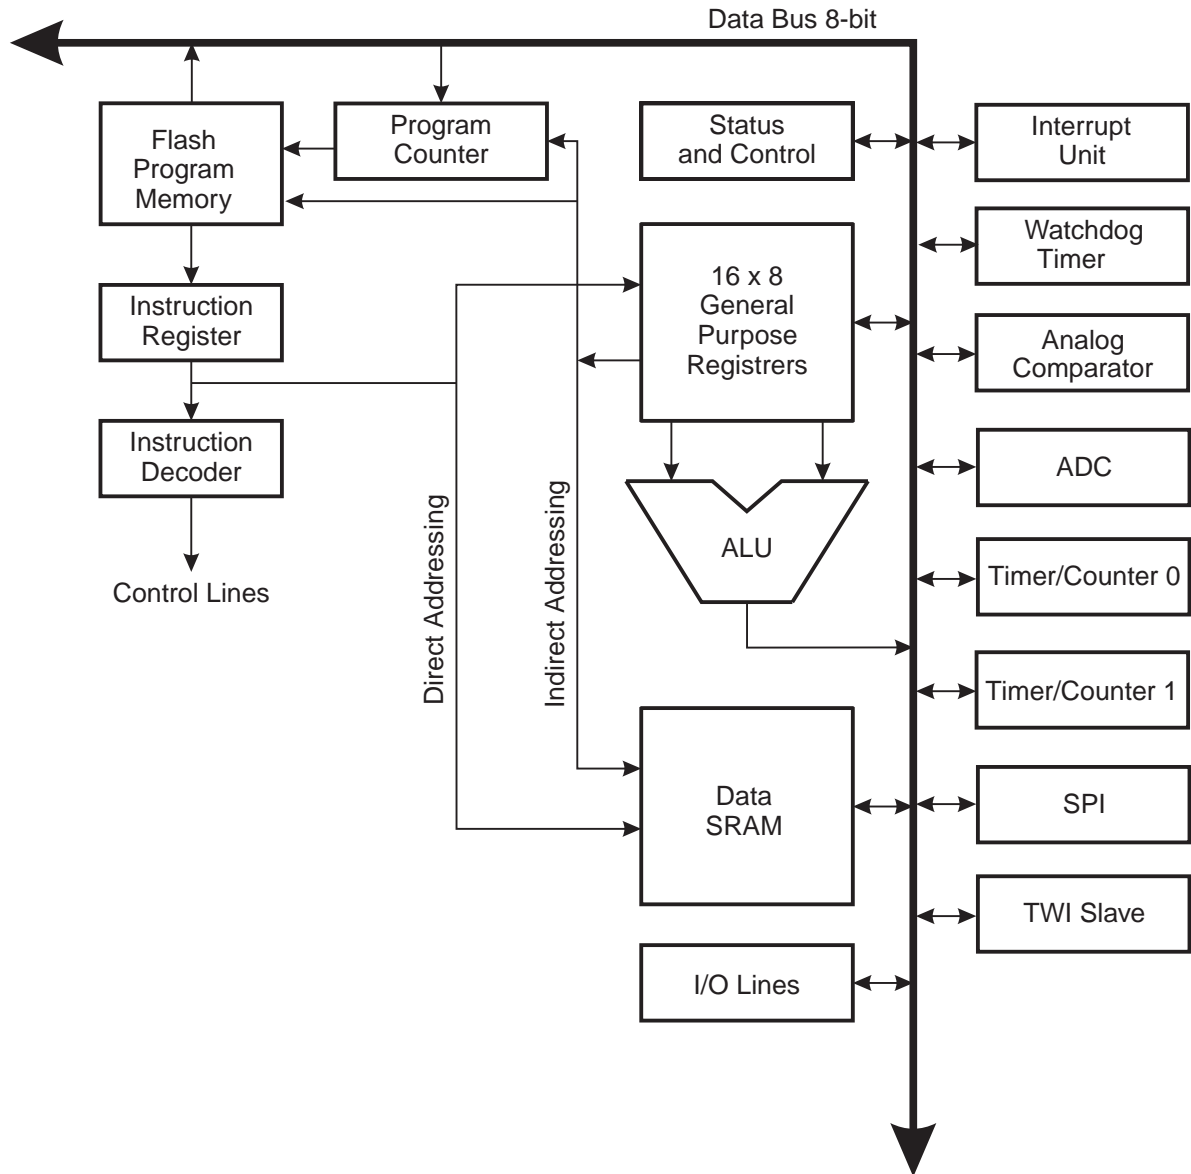 Data Bus 8-bit
Flash
Program
Memory
Program
Counter
Status
and Control
Interrupt
Unit
Watchdog
Timer
Instruction
Register
16 x 8
General
Purpose
Registrers
Analog
Comparator
Instruction
Decoder
ADC
Direct Addressing
Indirect Addressing
ALU
Control Lines
Timer/Counter 0
Timer/Counter 1
Data
SRAM
SPI
TWI Slave
I/O Lines